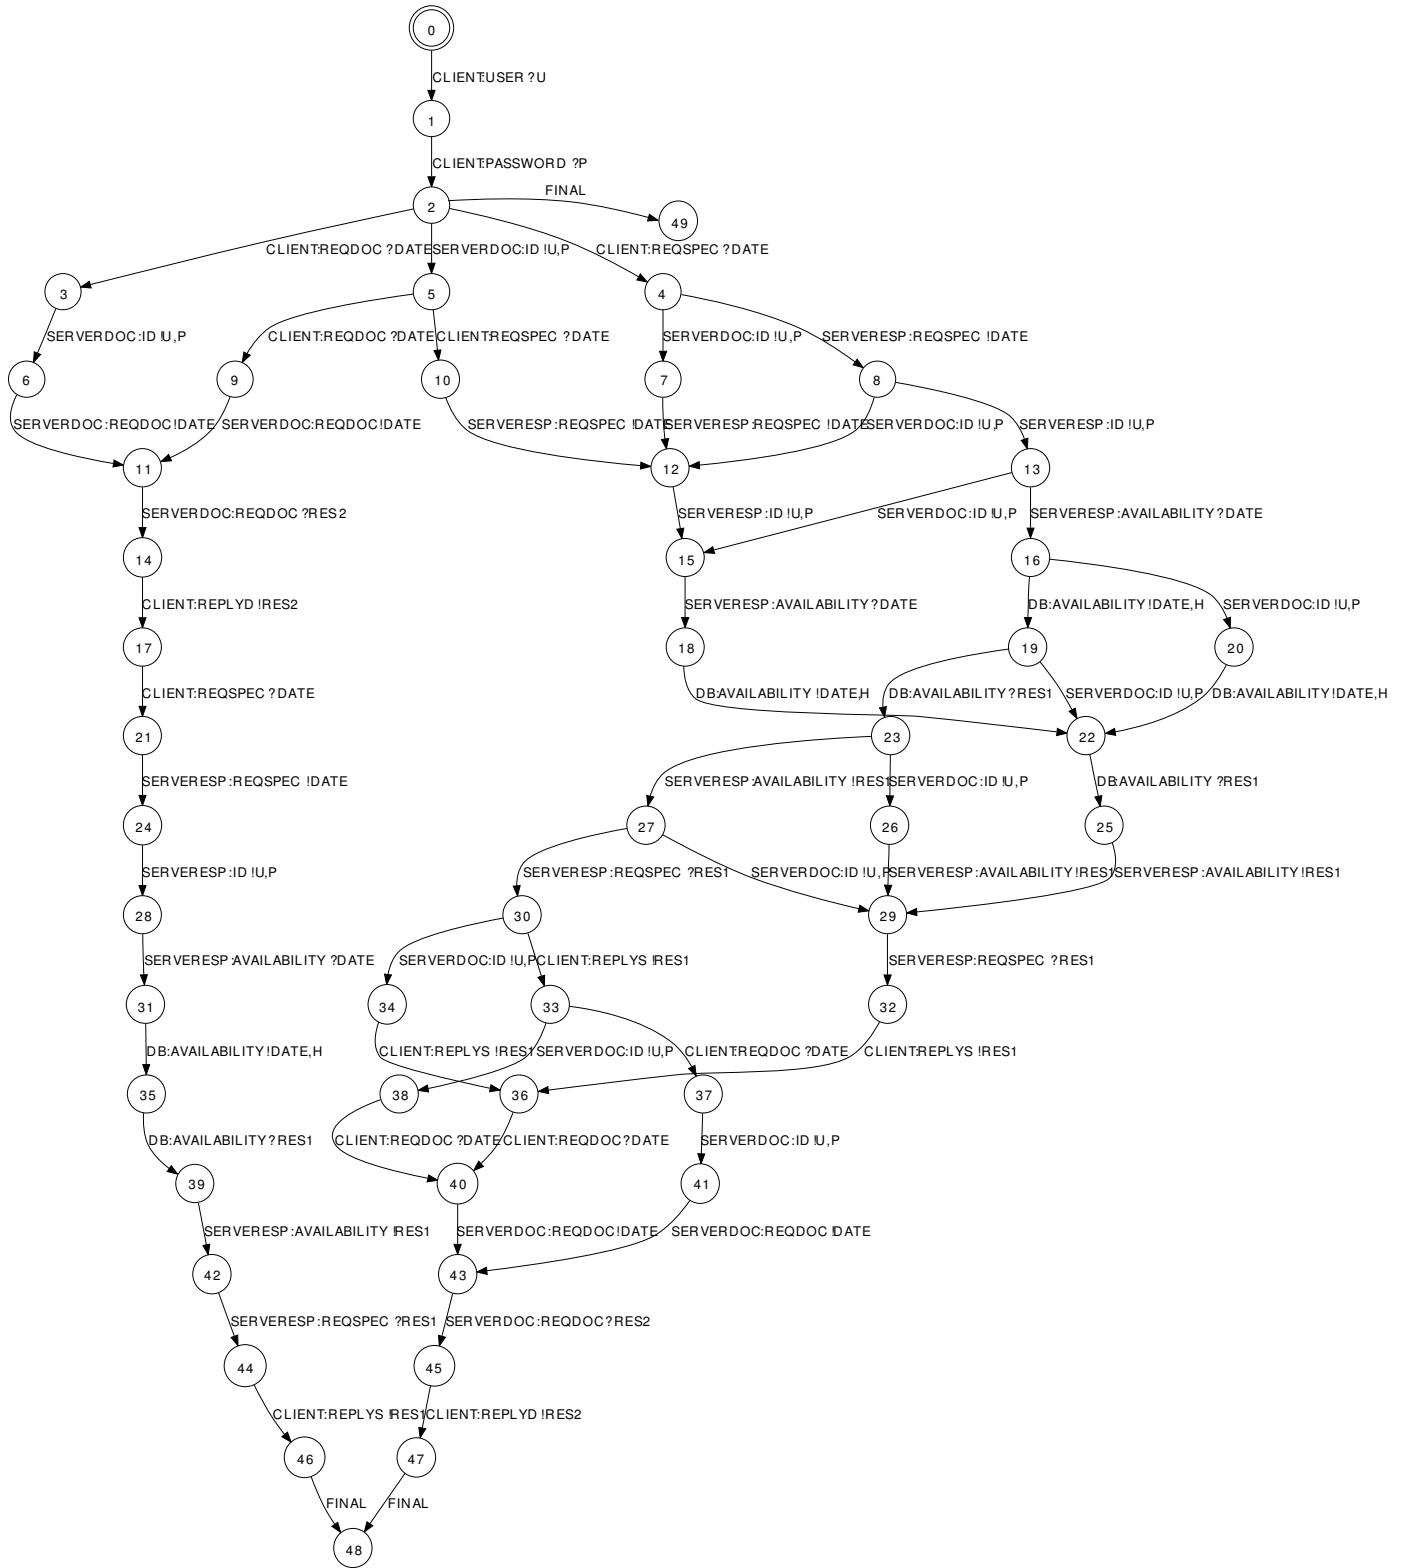 0
CLIENT:USER ?U
1
CLIENT:PASSWORD ?P
FINAL
2
49
CLIENT:REQDOC ?DATE
SERVERDOC:ID !U,P
CLIENT:REQSPEC ?DATE
3
5
4
SERVERDOC:ID !U,P
CLIENT:REQDOC ?DATE
CLIENT:REQSPEC ?DATE
SERVERDOC:ID !U,P
SERVERESP:REQSPEC !DATE
6
9
10
7
8
SERVERDOC:REQDOC !DATE
SERVERDOC:REQDOC !DATE
SERVERESP:REQSPEC !DATE
SERVERESP:REQSPEC !DATE
SERVERDOC:ID !U,P
SERVERESP:ID !U,P
11
12
13
SERVERDOC:REQDOC ?RES2
SERVERESP:ID !U,P
SERVERDOC:ID !U,P
SERVERESP:AVAILABILITY ?DATE
14
15
16
CLIENT:REPLYD !RES2
SERVERESP:AVAILABILITY ?DATE
DB:AVAILABILITY !DATE,H
SERVERDOC:ID !U,P
17
18
19
20
CLIENT:REQSPEC ?DATE
DB:AVAILABILITY !DATE,H
DB:AVAILABILITY ?RES1
SERVERDOC:ID !U,P
DB:AVAILABILITY !DATE,H
21
23
22
SERVERESP:REQSPEC !DATE
SERVERESP:AVAILABILITY !RES1
SERVERDOC:ID !U,P
DB:AVAILABILITY ?RES1
24
27
26
25
SERVERESP:ID !U,P
SERVERESP:REQSPEC ?RES1
SERVERDOC:ID !U,P
SERVERESP:AVAILABILITY !RES1
SERVERESP:AVAILABILITY !RES1
28
30
29
SERVERESP:AVAILABILITY ?DATE
SERVERDOC:ID !U,P
CLIENT:REPLYS !RES1
SERVERESP:REQSPEC ?RES1
31
34
33
32
DB:AVAILABILITY !DATE,H
CLIENT:REPLYS !RES1
SERVERDOC:ID !U,P
CLIENT:REQDOC ?DATE
CLIENT:REPLYS !RES1
35
38
36
37
DB:AVAILABILITY ?RES1
CLIENT:REQDOC ?DATE
CLIENT:REQDOC ?DATE
SERVERDOC:ID !U,P
39
40
41
SERVERESP:AVAILABILITY !RES1
SERVERDOC:REQDOC !DATE
SERVERDOC:REQDOC !DATE
42
43
SERVERESP:REQSPEC ?RES1
SERVERDOC:REQDOC ?RES2
44
45
CLIENT:REPLYS !RES1
CLIENT:REPLYD !RES2
46
47
FINAL
FINAL
48